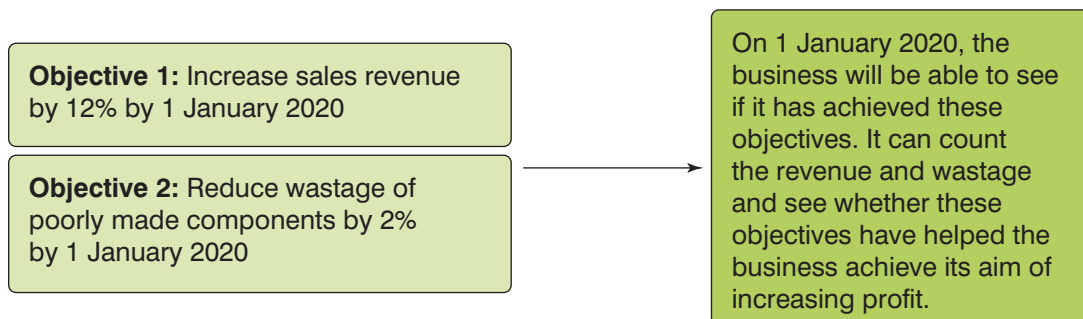 Objective 1: Increase sales revenue
by 12% by 1 January 2020
Objective 2: Reduce wastage of
poorly made components by 2%
by 1 January 2020
On 1 January 2020, the
business will be able to see
if it has achieved these
objectives. It can count
the revenue and wastage
and see whether these
objectives have helped the
business achieve its aim of
increasing profit.